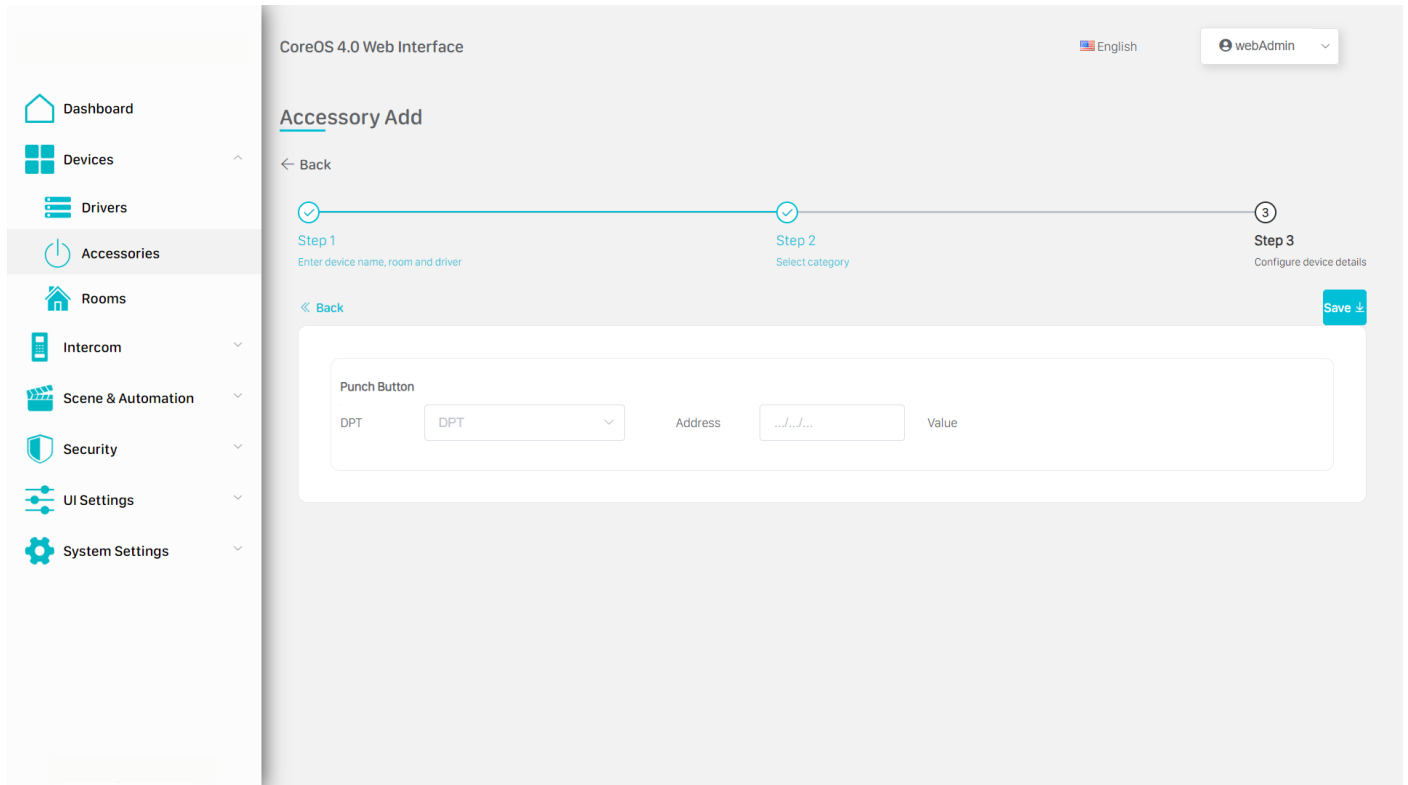 CoreOS 4.0 Web Interface
English
webAdmin
Dashboard
Devices
Drivers
Accessories
Rooms
Intercom
Scene & Automation
Security
UI Settings
System Settings
Accessory Add
Back
3
Step 1
Step 2
Step 3
Enter device name, room and driver
Select category
Configure device details
Back
Save
Punch Button
DPT
DPT
Address
.../.../...
Value